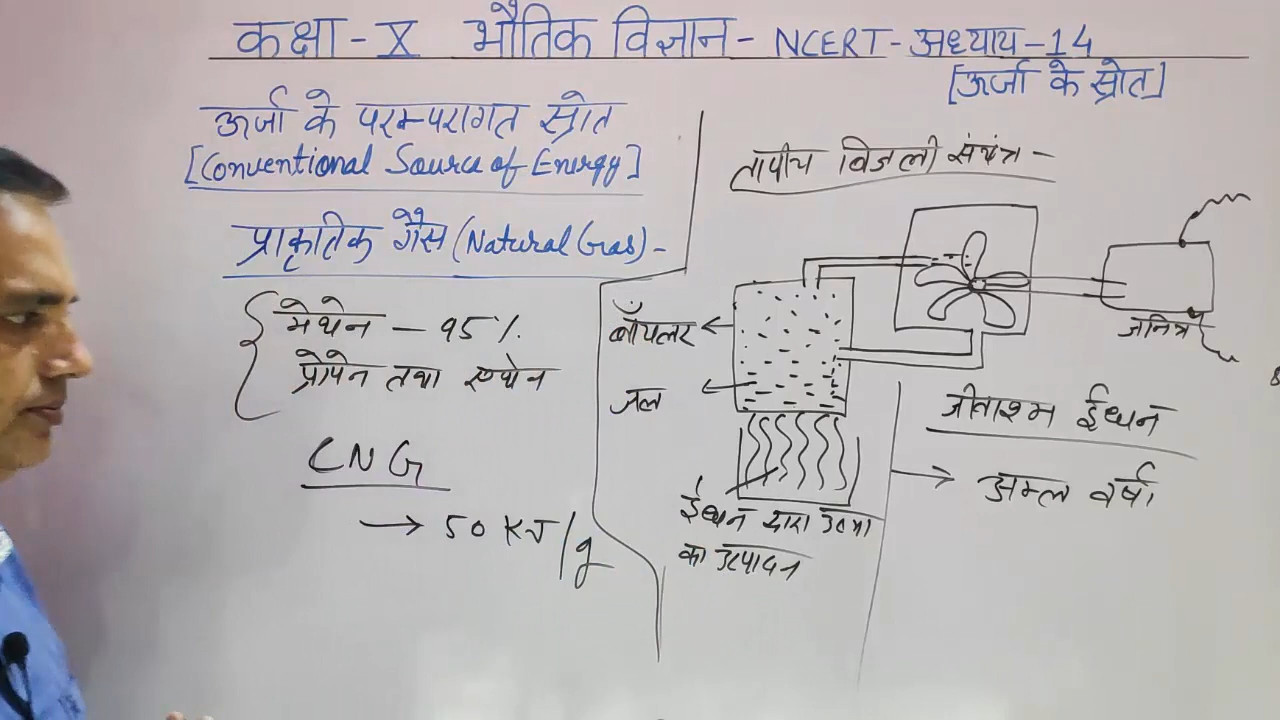 कक्षा - X भौतिक विज्ञान - NCERT - अध्याय - 14
[ऊर्जा के स्रोत]
ऊर्जा के परम्परागत स्रोत
[Conventional Source of Energy]
प्राकृतिक गैस (Natural Gas) -
मेथेन - 95%
प्रोपेन तथा एथेन
CNG
→ 50 KJ/g
तापीय बिजली संयंत्र -
बॉयलर
जल
ईंधन द्वारा उष्मा
का उत्पादन
जनित्र
जीवाश्म ईंधन
→ अम्ल वर्षा